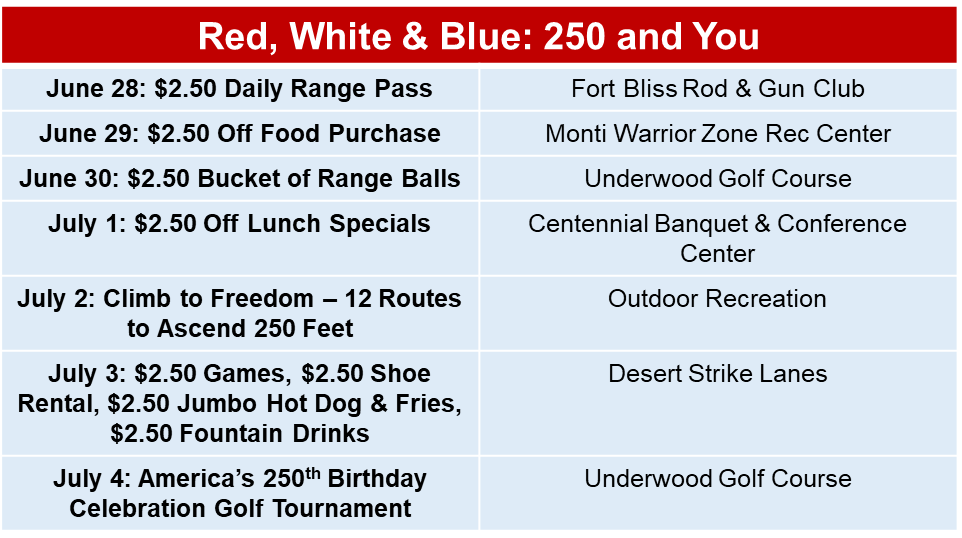 Red, White & Blue: 250 and You
June 28: $2.50 Daily Range Pass
Fort Bliss Rod & Gun Club
June 29: $2.50 Off Food Purchase
Monti Warrior Zone Rec Center
June 30: $2.50 Bucket of Range Balls
Underwood Golf Course
July 1: $2.50 Off Lunch Specials
Centennial Banquet & Conference
Center
July 2: Climb to Freedom – 12 Routes
to Ascend 250 Feet
Outdoor Recreation
July 3: $2.50 Games, $2.50 Shoe
Rental, $2.50 Jumbo Hot Dog & Fries,
$2.50 Fountain Drinks
Desert Strike Lanes
July 4: America’s 250th Birthday
Celebration Golf Tournament
Underwood Golf Course